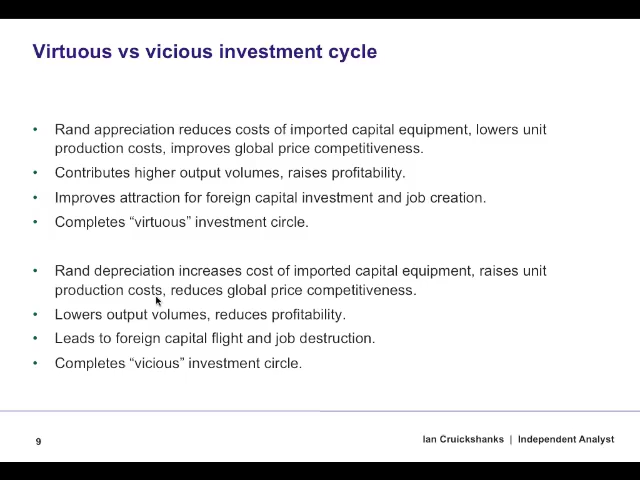 Virtuous vs vicious investment cycle
• Rand appreciation reduces costs of imported capital equipment, lowers unit
production costs, improves global price competitiveness.
• Contributes higher output volumes, raises profitability.
• Improves attraction for foreign capital investment and job creation.
• Completes “virtuous” investment circle.
• Rand depreciation increases cost of imported capital equipment, raises unit
production costs, reduces global price competitiveness.
• Lowers output volumes, reduces profitability.
• Leads to foreign capital flight and job destruction.
• Completes “vicious” investment circle.
9
Ian Cruickshanks | Independent Analyst